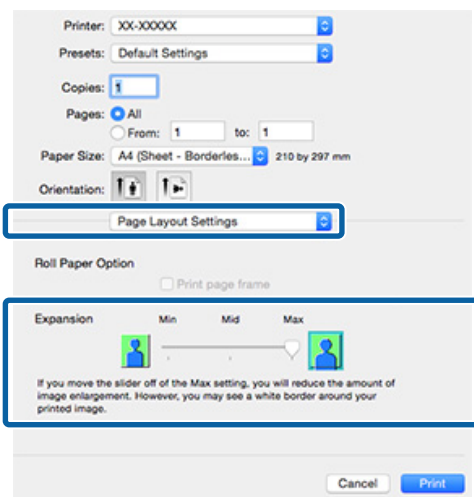 Printer: XX-XXXXX
Presets: Default Settings
Copies: 1
Pages: All
From: 1 to: 1
Paper Size: A4 (Sheet - Borderles... 210 by 297 mm
Orientation:
Page Layout Settings
Roll Paper Option
Print page frame
Expansion Min Mid Max
If you move the slider off of the Max setting, you will reduce the amount of
image enlargement. However, you may see a white border around your
printed image.
Cancel Print